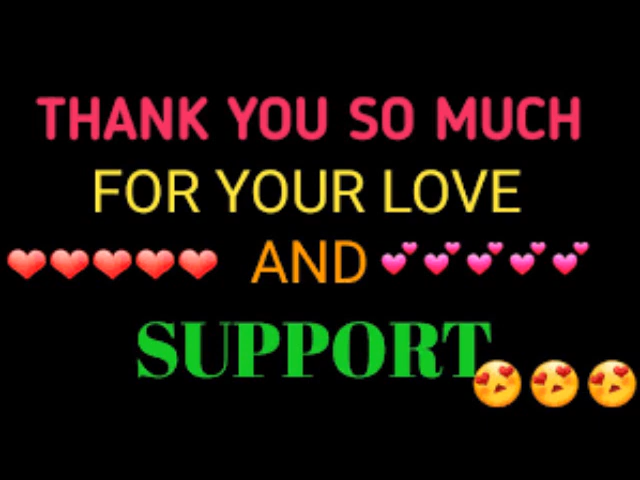 THANK YOU SO MUCH
FOR YOUR LOVE
❤❤❤❤❤ AND 💕💕💕💕💕
SUPPORT 😍😍😍